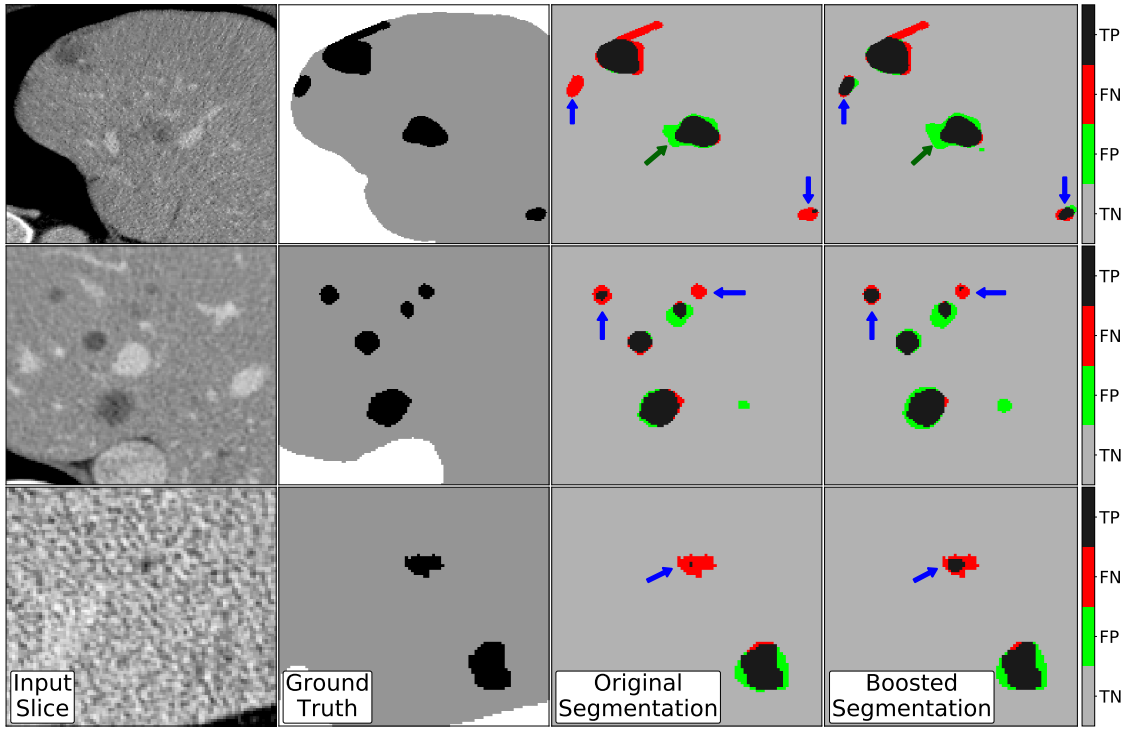 TP
FN
FP
TN
TP
FN
FP
TN
TP
FN
FP
TN
Input
Slice
Ground
Truth
Original
Segmentation
Boosted
Segmentation